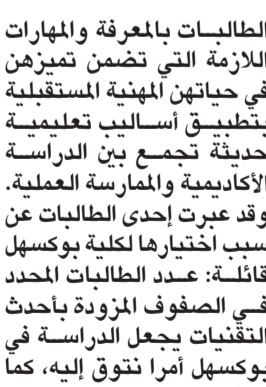 الطالبات بالمعرفة والمهارات
اللازمة التي تضمن تميزهن
في حياتهن المهنية المستقبلية
بتطبيق أساليب تعليمية
حديثة تجمع بين الدراسة
الأكاديمية والممارسة العملية.
وقد عبرت إحدى الطالبات عن
سبب اختيارها لكلية بوكسهل
قائلة: عدد الطالبات المحدد
في الصفوف المزودة بأحدث
التقنيات يجعل الدراسة في
بوكسهل أمرا نتوق إليه، كما